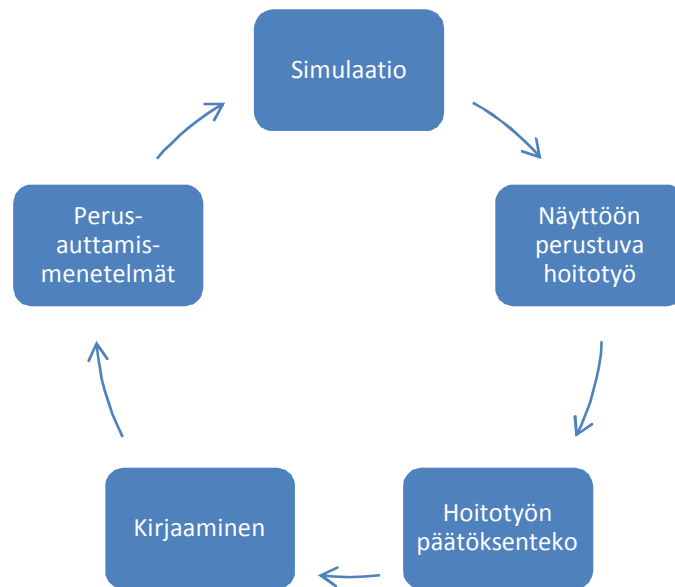 Simulaatio
Näyttöön
perustuva
hoitotyö
Hoitotyön
päätöksenteko
Kirjaaminen
Perus-
auttamis-
menetelmät